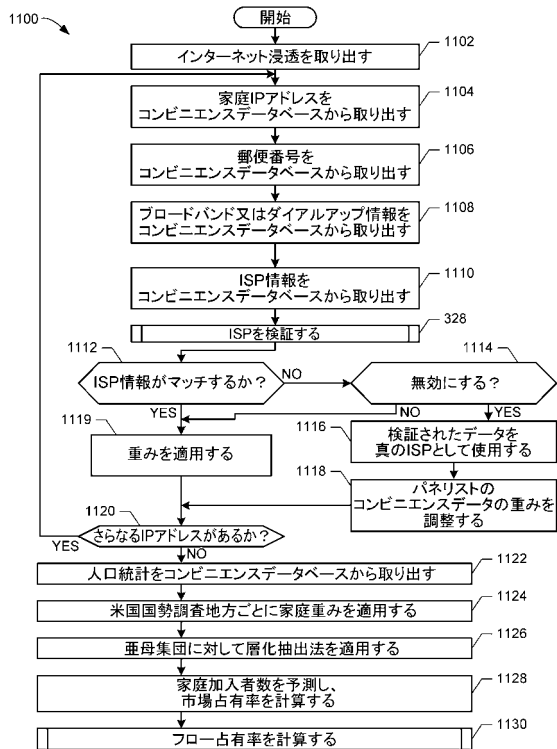 1100
開始
インターネット浸透を取り出す
1102
家庭IPアドレスを
コンビニエンスデータベースから取り出す
1104
郵便番号を
コンビニエンスデータベースから取り出す
1106
ブロードバンド又はダイアルアップ情報を
コンビニエンスデータベースから取り出す
1108
ISP情報を
コンビニエンスデータベースから取り出す
1110
ISPを検証する
328
1112
ISP情報がマッチするか？
NO
YES
1114
無効にする？
NO
YES
1119
重みを適用する
1116
検証されたデータを
真のISPとして使用する
1118
パネリストの
コンビニエンスデータの重みを
調整する
1120
さらなるIPアドレスがあるか？
YES
NO
人口統計をコンビニエンスデータベースから取り出す
1122
米国国勢調査地方ごとに家庭重みを適用する
1124
亜母集団に対して層化抽出法を適用する
1126
家庭加入者数を予測し、
市場占有率を計算する
1128
フロー占有率を計算する
1130